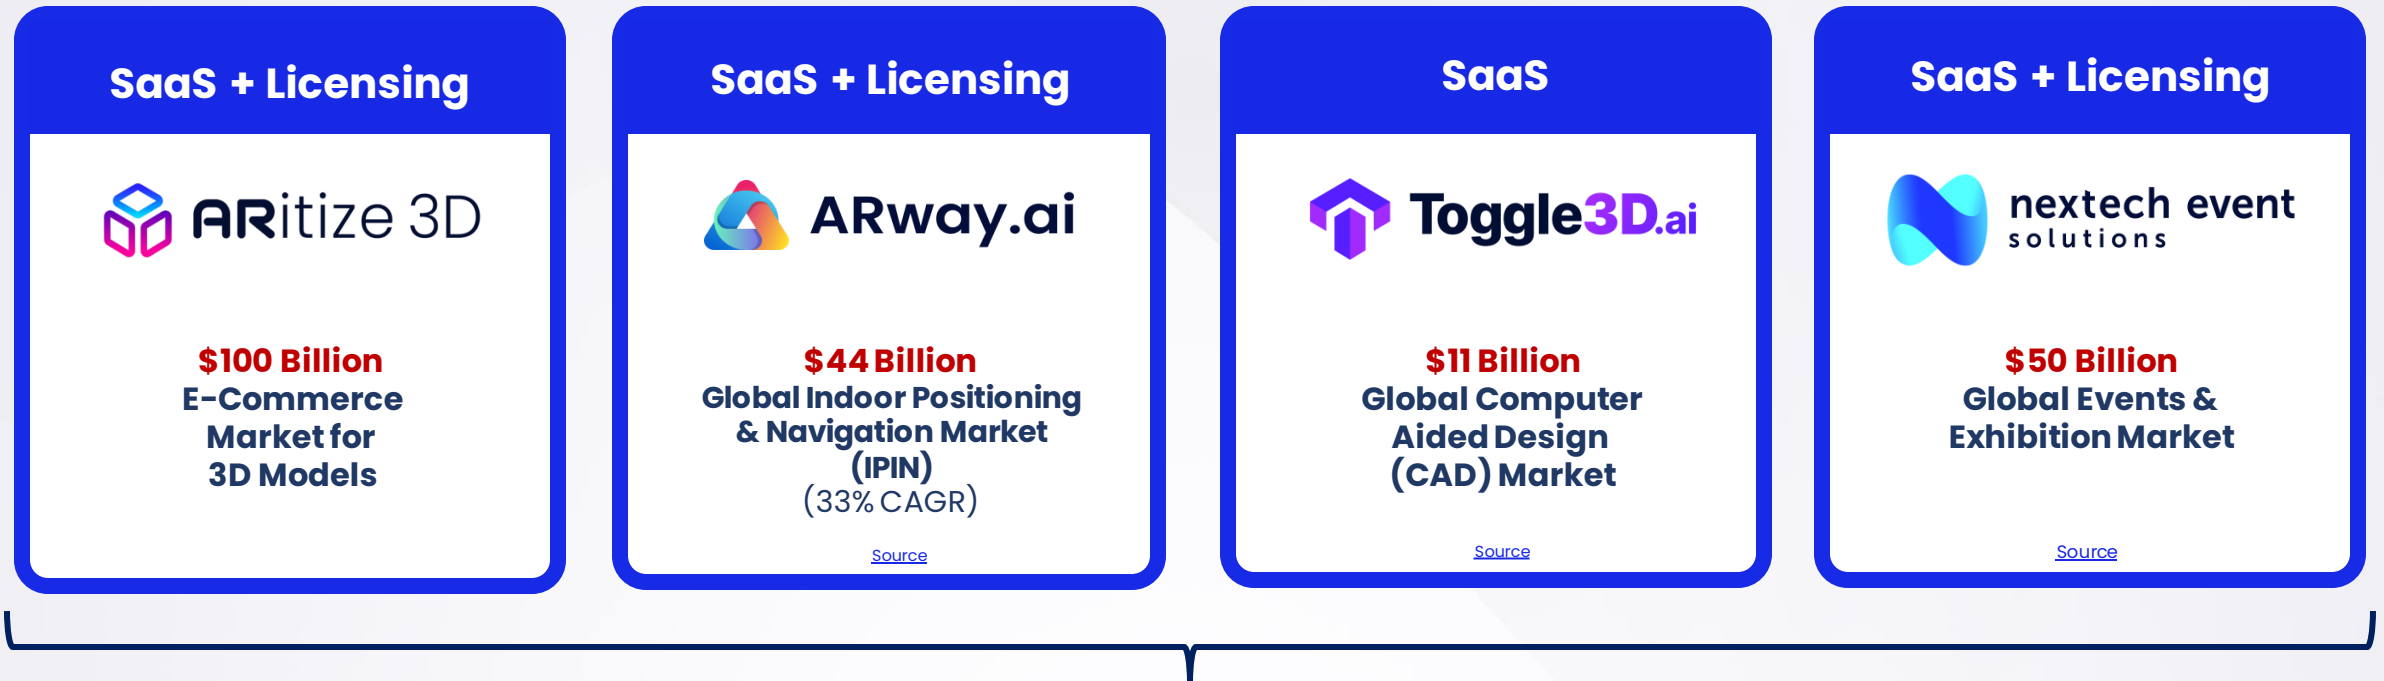 SaaS + Licensing
ARitize 3D
$100 Billion
E-Commerce
Market for
3D Models
SaaS + Licensing
ARway.ai
$44 Billion
Global Indoor Positioning
& Navigation Market
(IPIN)
(33% CAGR)
Source
SaaS
Toggle3D.ai
$11 Billion
Global Computer
Aided Design
(CAD) Market
Source
SaaS + Licensing
nextech event
solutions
$50 Billion
Global Events &
Exhibition Market
Source